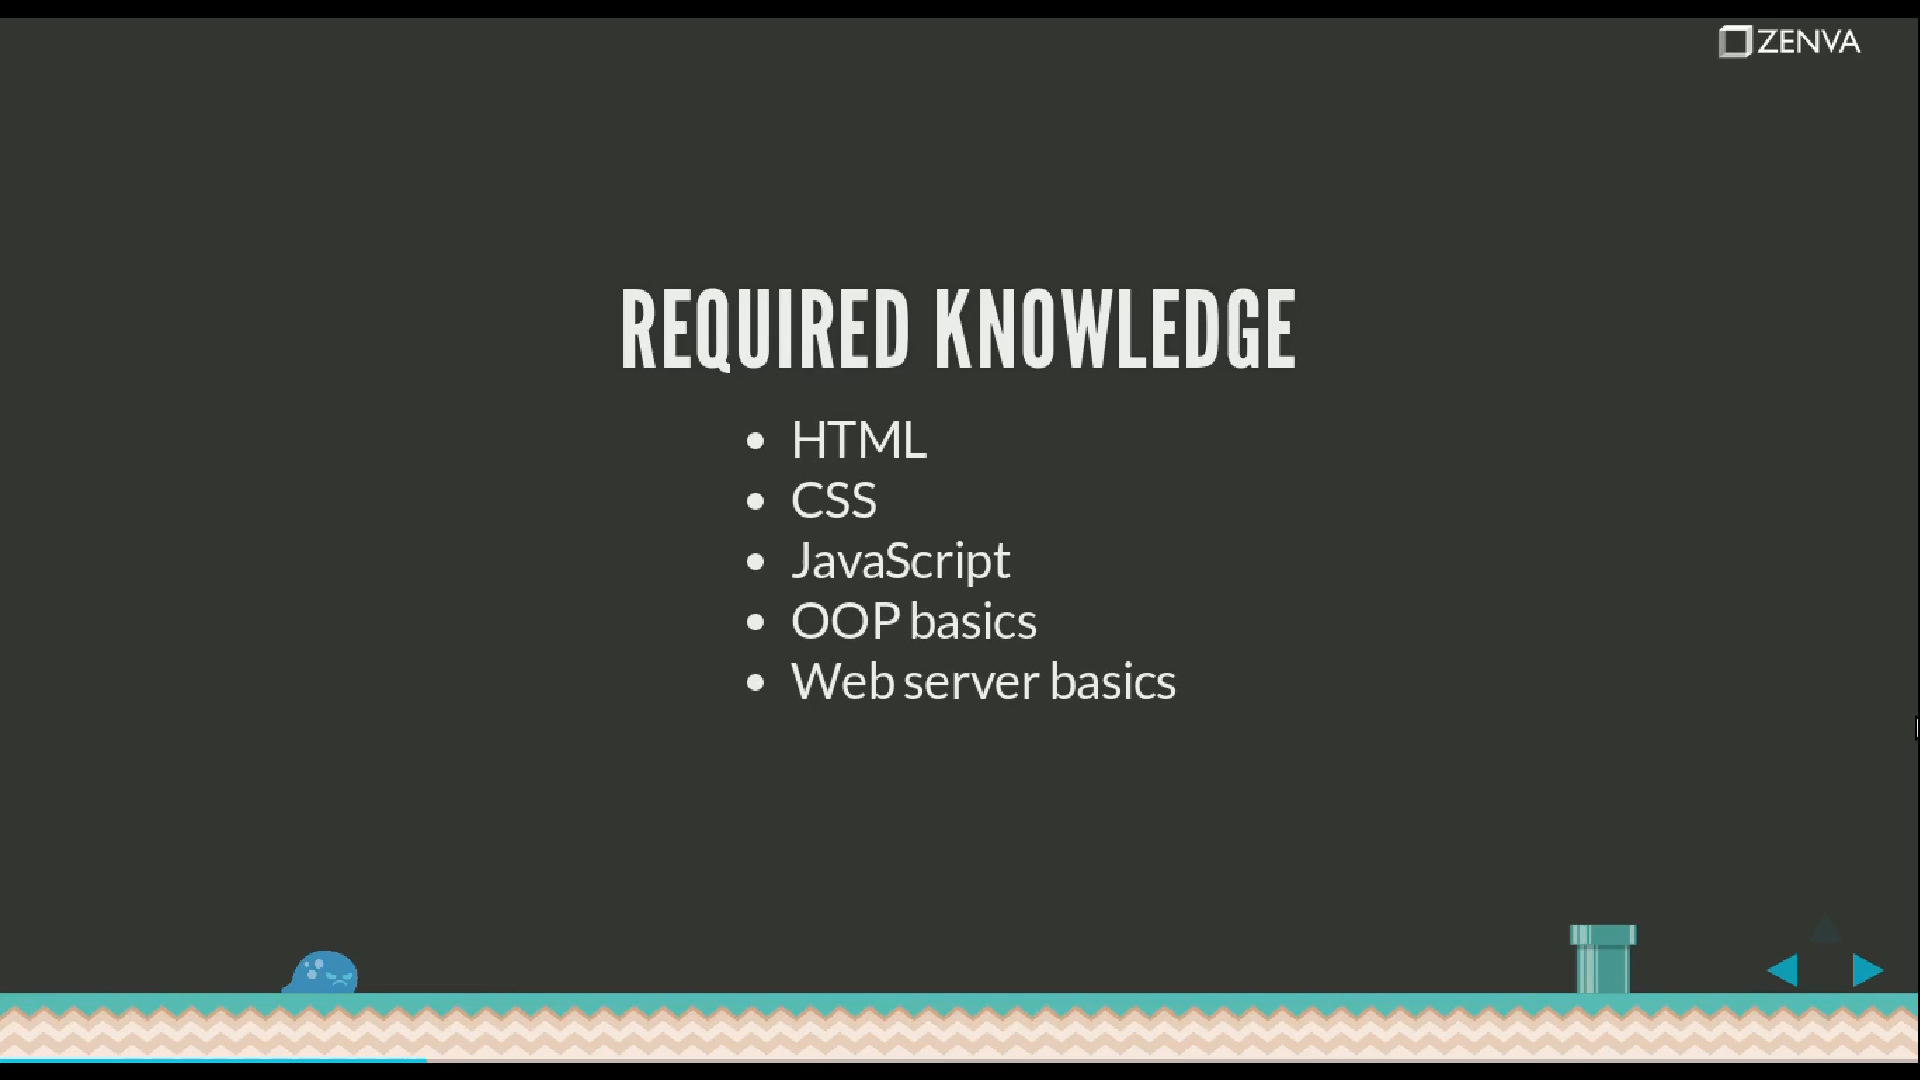 ZENVA
REQUIRED KNOWLEDGE
HTML
CSS
JavaScript
OOP basics
Web server basics